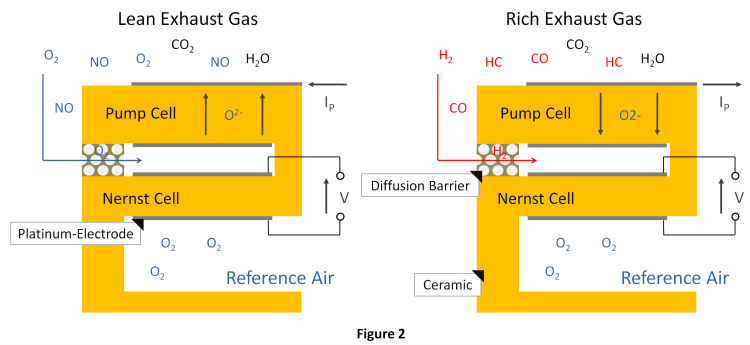 Lean Exhaust Gas
O₂ NO O₂ CO₂ NO H₂O
NO
Pump Cell
O²⁻
Iₚ
O₂
Nernst Cell
V
Platinum-Electrode
O₂ O₂
O₂
Reference Air
Rich Exhaust Gas
H₂ HC CO CO₂ HC H₂O
CO
Pump Cell
O2-
Iₚ
H₂
Diffusion Barrier
Nernst Cell
V
O₂ O₂
O₂
Reference Air
Ceramic
Figure 2